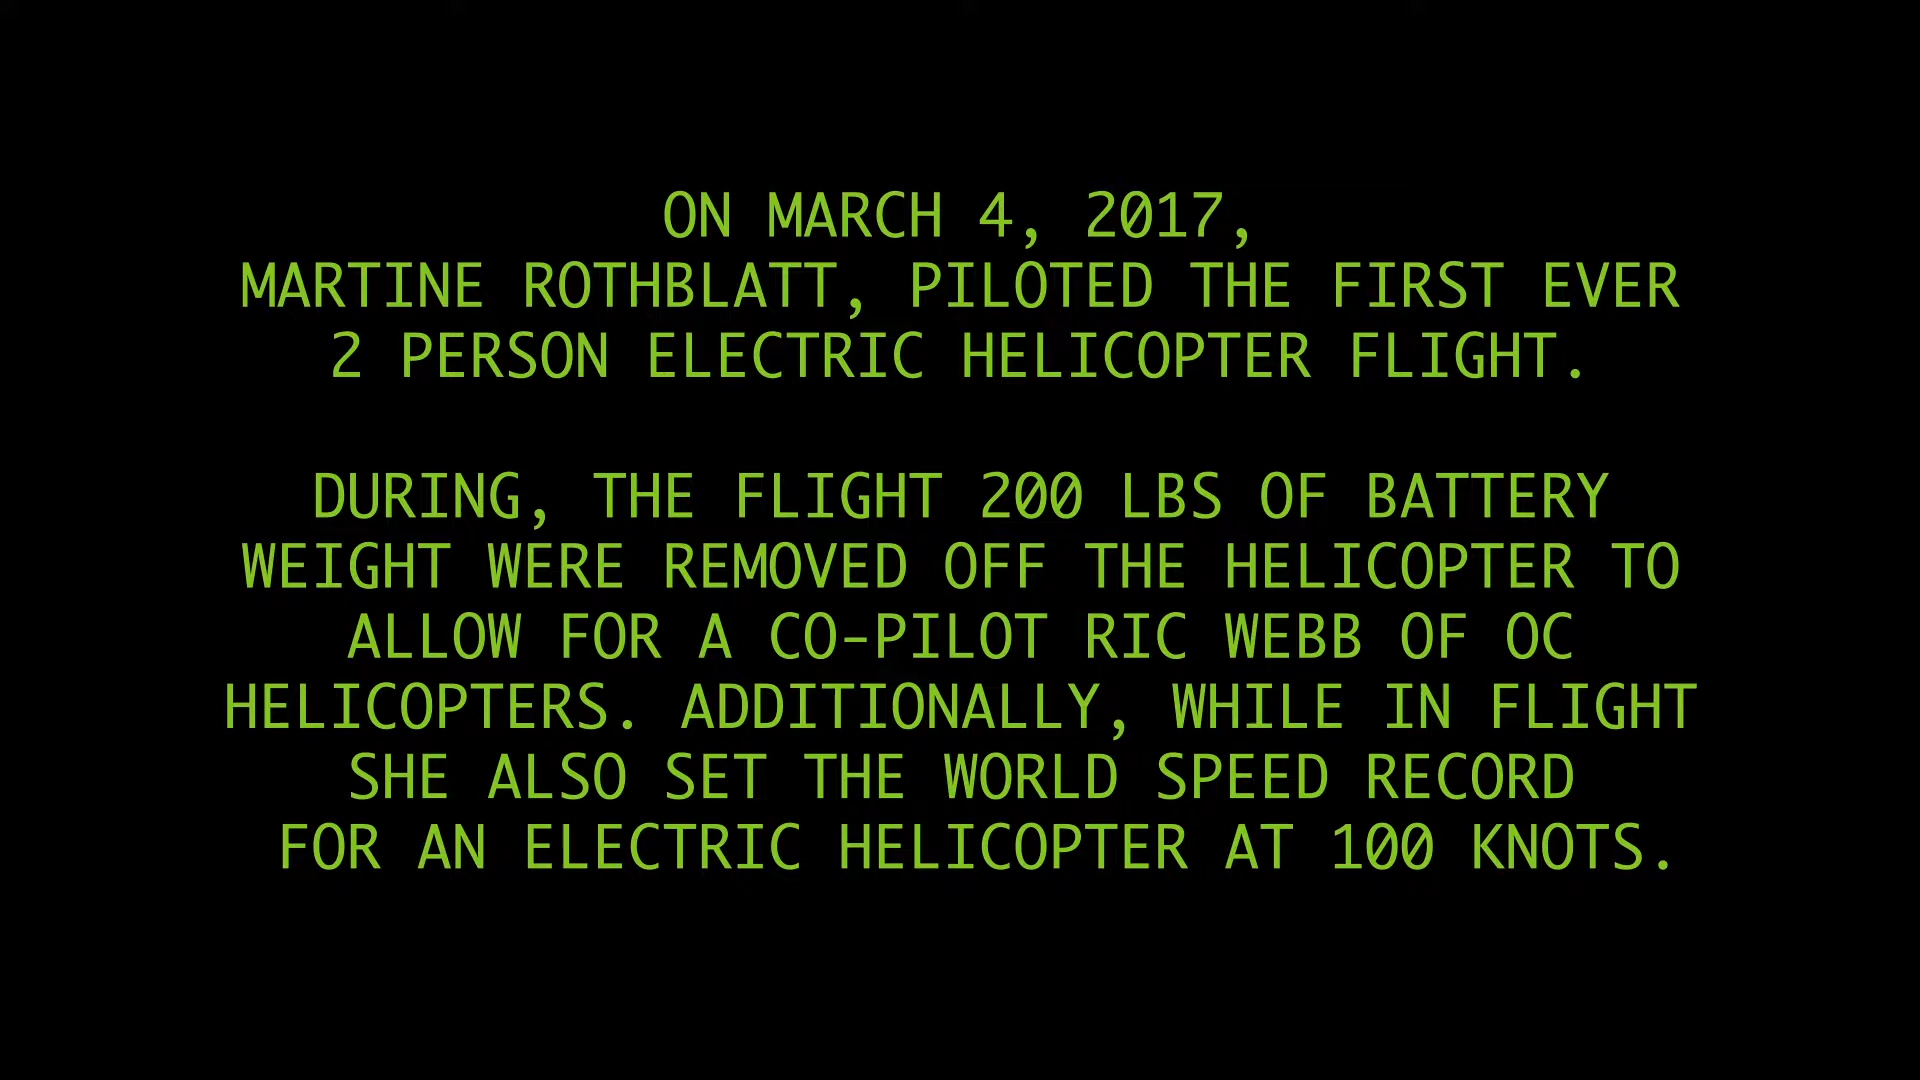 ON MARCH 4, 2017,
MARTINE ROTHBLATT, PILOTED THE FIRST EVER
2 PERSON ELECTRIC HELICOPTER FLIGHT.
DURING, THE FLIGHT 200 LBS OF BATTERY
WEIGHT WERE REMOVED OFF THE HELICOPTER TO
ALLOW FOR A CO-PILOT RIC WEBB OF OC
HELICOPTERS. ADDITIONALLY, WHILE IN FLIGHT
SHE ALSO SET THE WORLD SPEED RECORD
FOR AN ELECTRIC HELICOPTER AT 100 KNOTS.